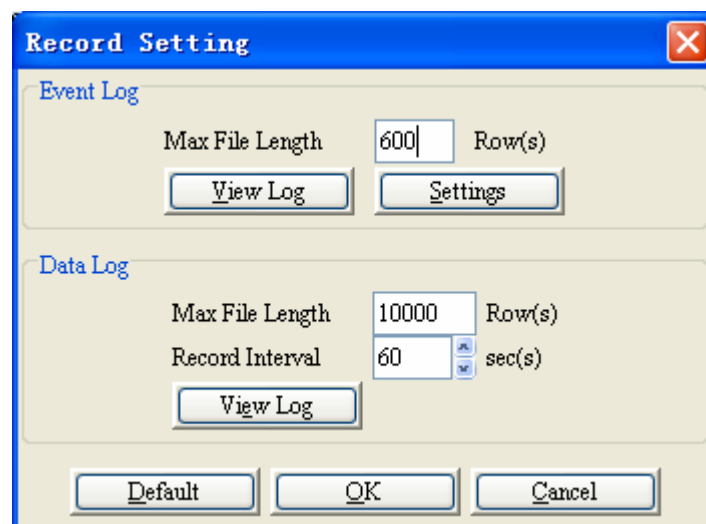 Record Setting
Event Log
Max File Length 600 Row(s)
View Log Settings
Data Log
Max File Length 10000 Row(s)
Record Interval 60 sec(s)
View Log
Default OK Cancel